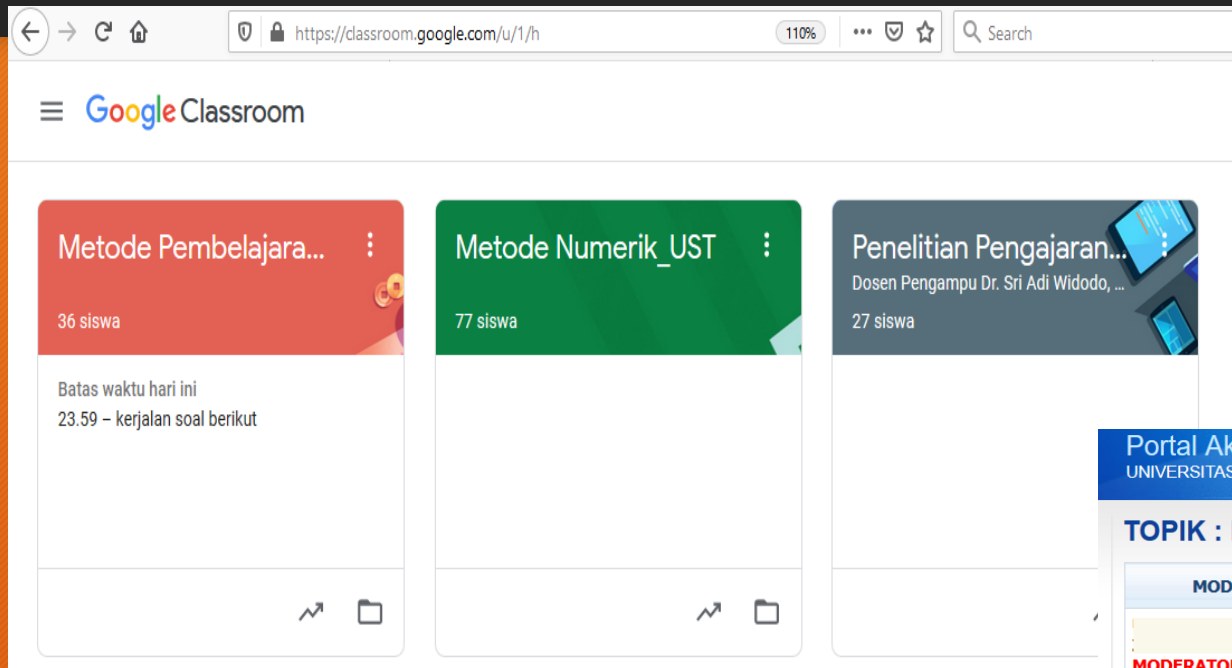 https://classroom.google.com/u/1/h
110%
Search
Google Classroom
Metode Pembelajara...
36 siswa
Batas waktu hari ini
23.59 – kerjalan soal berikut
Metode Numerik_UST
77 siswa
Penelitian Pengajaran...
Dosen Pengampu Dr. Sri Adi Widodo, ...
27 siswa
Portal Ak
UNIVERSITAS
TOPIK :
MOD
MODERATO